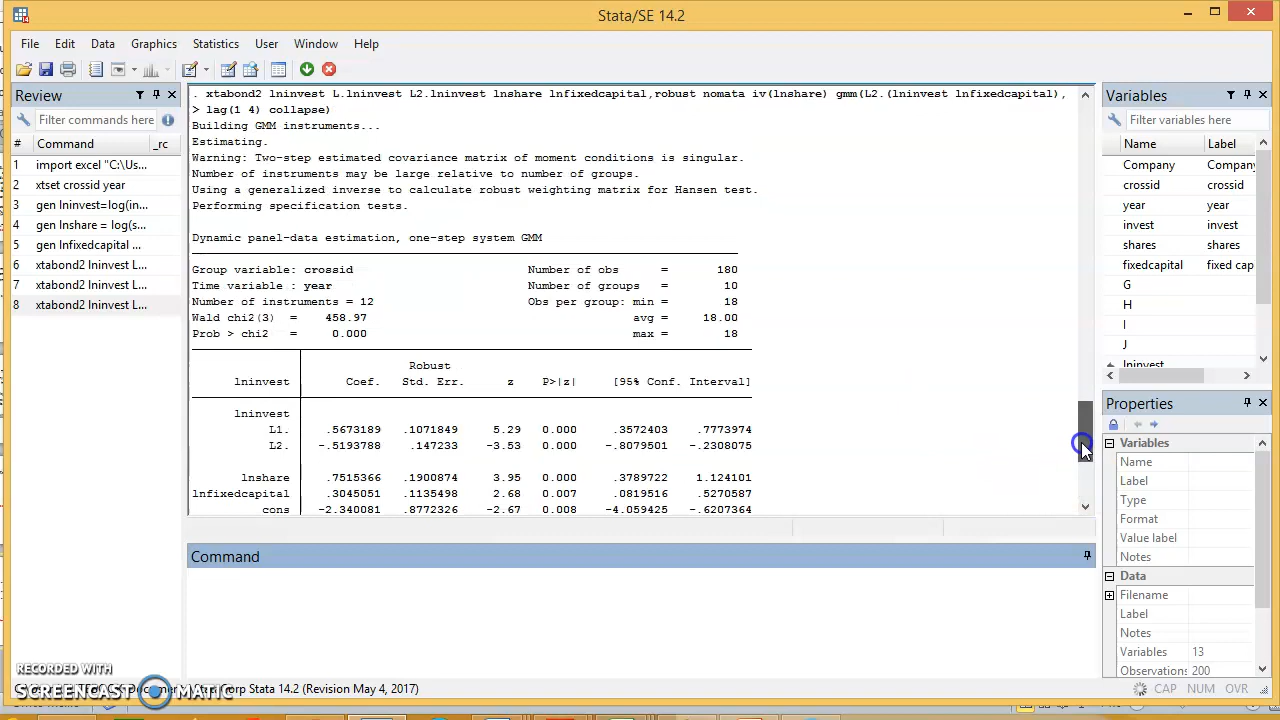 Stata/SE 14.2
File Edit Data Graphics Statistics User Window Help
Review
Filter commands here
# Command _rc
1 import excel "C:\Us...
2 xtset crossid year
3 gen lninvest=log(in...
4 gen lnshare = log(s...
5 gen lnfixedcapital ...
6 xtabond2 lninvest L...
7 xtabond2 lninvest L...
8 xtabond2 lninvest L...
. xtabond2 lninvest L.lninvest L2.lninvest lnshare lnfixedcapital,robust nomata iv(lnshare) gmm(L2.(lninvest lnfixedcapital),
> lag(1 4) collapse)
Building GMM instruments...
Estimating.
Warning: Two-step estimated covariance matrix of moment conditions is singular.
Number of instruments may be large relative to number of groups.
Using a generalized inverse to calculate robust weighting matrix for Hansen test.
Performing specification tests.
Dynamic panel-data estimation, one-step system GMM
Group variable: crossid Number of obs = 180
Time variable : year Number of groups = 10
Number of instruments = 12 Obs per group: min = 18
Wald chi2(3) = 458.97 avg = 18.00
Prob > chi2 = 0.000 max = 18
Robust
lninvest Coef. Std. Err. z P>|z| [95% Conf. Interval]
lninvest
L1. .5673189 .1071849 5.29 0.000 .3572403 .7773974
L2. -.5193788 .147233 -3.53 0.000 -.8079501 -.2308075
lnshare .7515366 .1900874 3.95 0.000 .3789722 1.124101
lnfixedcapital .3045051 .1135498 2.68 0.007 .0819516 .5270587
cons -2.340081 .8772326 -2.67 0.008 -4.059425 -.6207364
Command
Variables
Filter variables here
Name Label
Company Company
crossid crossid
year year
invest invest
shares shares
fixedcapital fixed cap
G
H
I
J
lninvest
Properties
Variables
Name
Label
Type
Format
Value label
Notes
Data
Filename
Label
Notes
Variables 13
Observations 200
RECORDED WITH
SCREENCAST MATIC
Corp Stata 14.2 (Revision May 4, 2017)
CAP NUM OVR